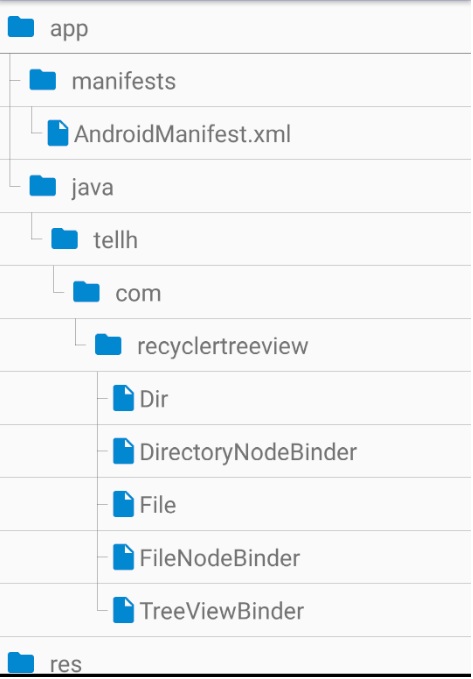 app
manifests
AndroidManifest.xml
java
tellh
com
recyclertreeview
Dir
DirectoryNodeBinder
File
FileNodeBinder
TreeViewBinder
res